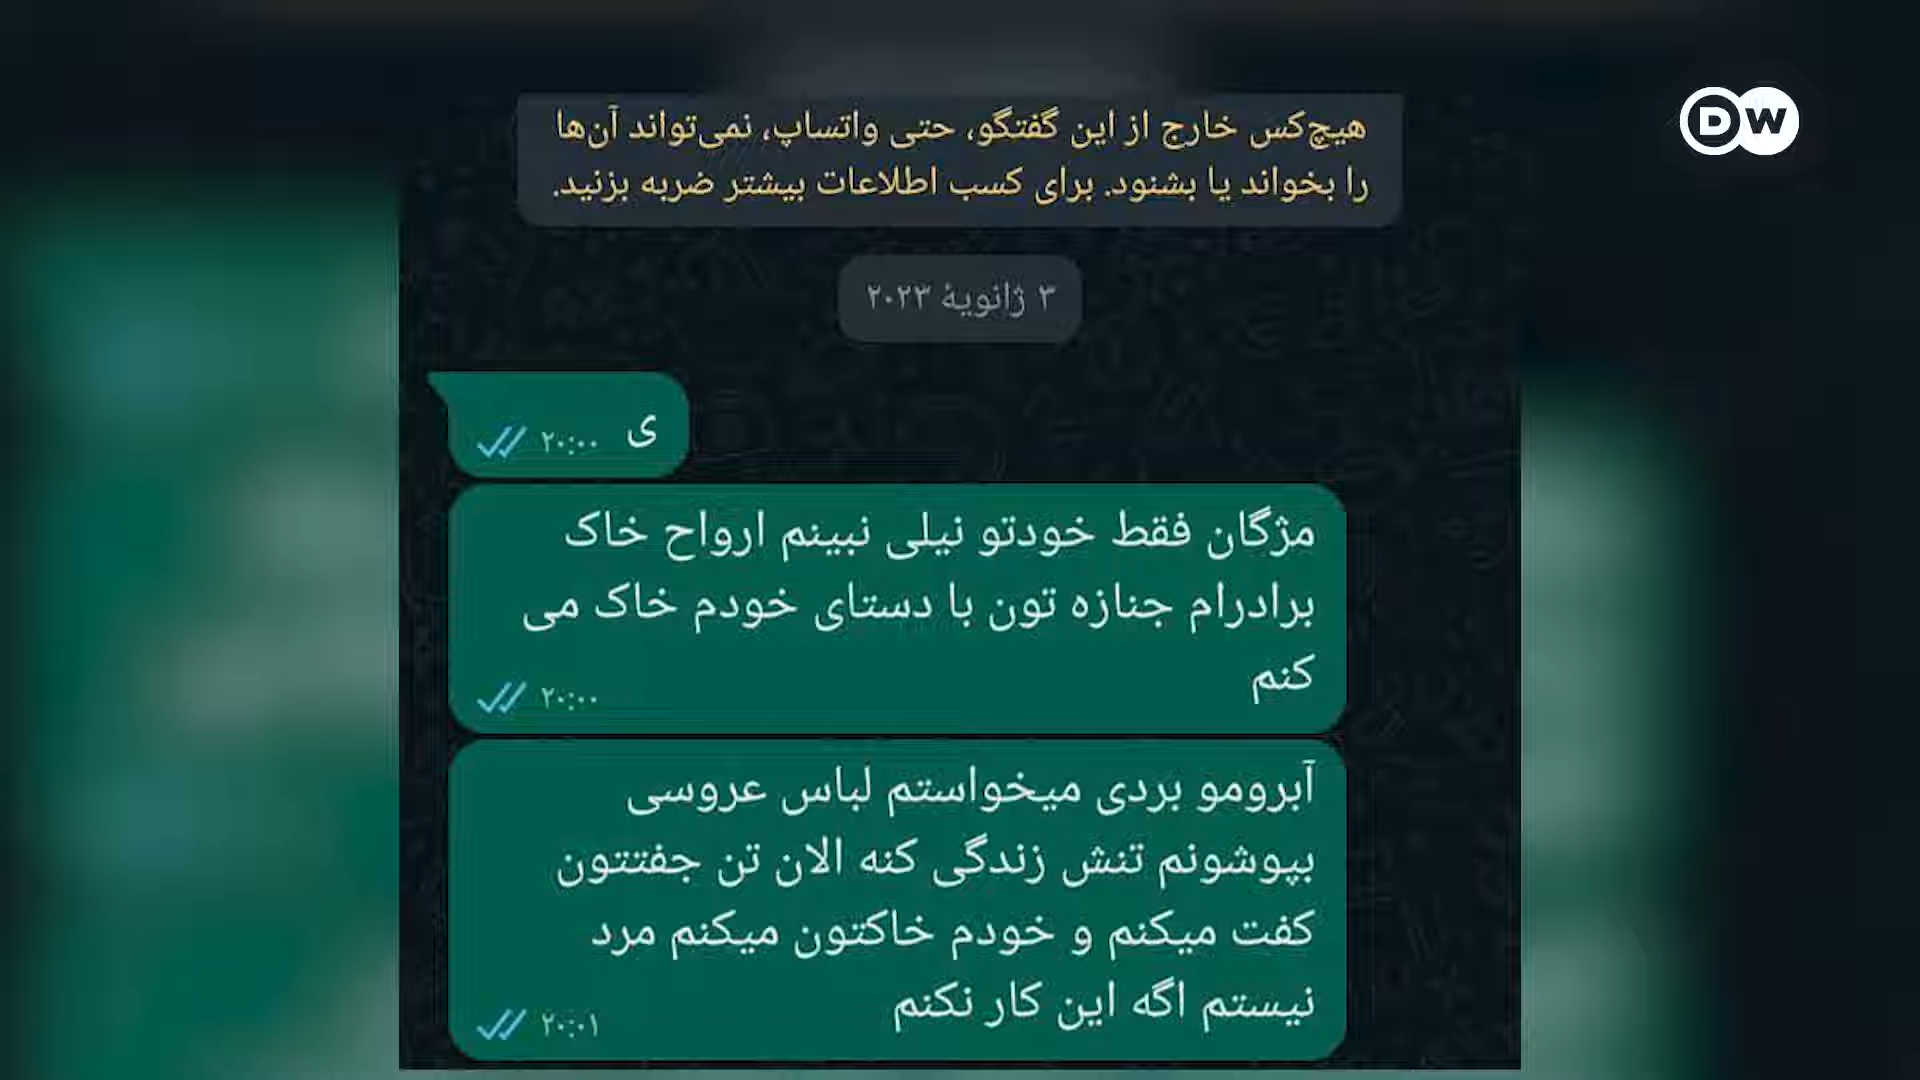 DW
هیچ‌کس خارج از این گفتگو، حتی واتساپ، نمی‌تواند آن‌ها
را بخواند یا بشنود. برای کسب اطلاعات بیشتر ضربه بزنید.
۳ ژانویهٔ ۲۰۲۳
ی ۲۰:۰۰
مژگان فقط خودتو نیلی نبینم ارواح خاک
برادرام جنازه تون با دستای خودم خاک می
کنم
۲۰:۰۰
آبرومو بردی میخواستم لباس عروسی
بپوشونم تنش زندگی کنه الان تن جفتتون
کفت میکنم و خودم خاکتون میکنم مرد
نیستم اگه این کار نکنم
۲۰:۰۱